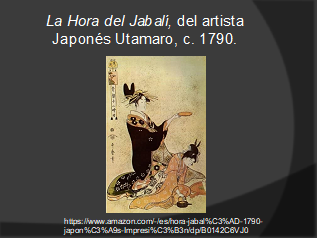 La Hora del Jabalí, del artista
Japonés Utamaro, c. 1790.
https://www.amazon.com/-/es/hora-jabal%C3%AD-1790-
japon%C3%A9s-Impresi%C3%B3n/dp/B0142C6VJ0